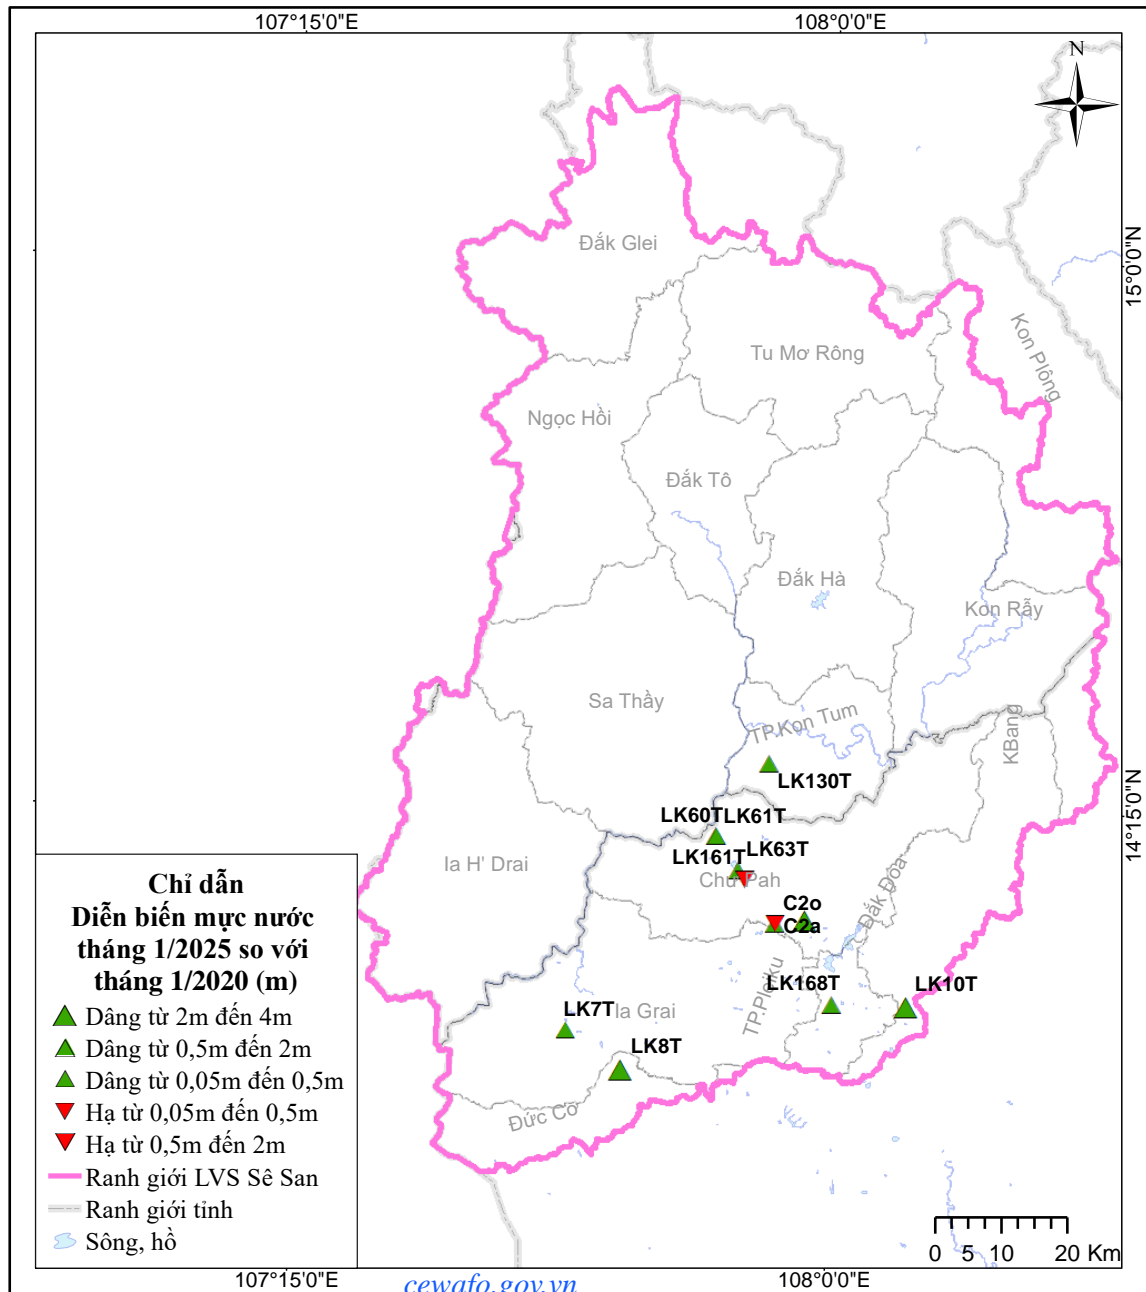 107°15'0"E
108°0'0"E
N
Đắk Glei
15°0'0"N
Kon Plông
Tu Mơ Rông
Ngọc Hồi
Đắk Tô
Đắk Hà
Kon Rẫy
Sa Thầy
TP.Kon Tum
KBang
LK130T
14°15'0"N
LK60T
LK61T
LK161T
LK63T
Ia H' Drai
Chư Pah
Đắk Đoa
C2o
C2a
TP.Pleiku
LK168T
LK10T
LK7T
Ia Grai
LK8T
Đức Cơ
Chỉ dẫn
Diễn biến mực nước
tháng 1/2025 so với
tháng 1/2020 (m)
Dâng từ 2m đến 4m
Dâng từ 0,5m đến 2m
Dâng từ 0,05m đến 0,5m
Hạ từ 0,05m đến 0,5m
Hạ từ 0,5m đến 2m
Ranh giới LVS Sê San
Ranh giới tỉnh
Sông, hồ
0 5 10 20 Km
107°15'0"E
108°0'0"E
cewafo.gov.vn